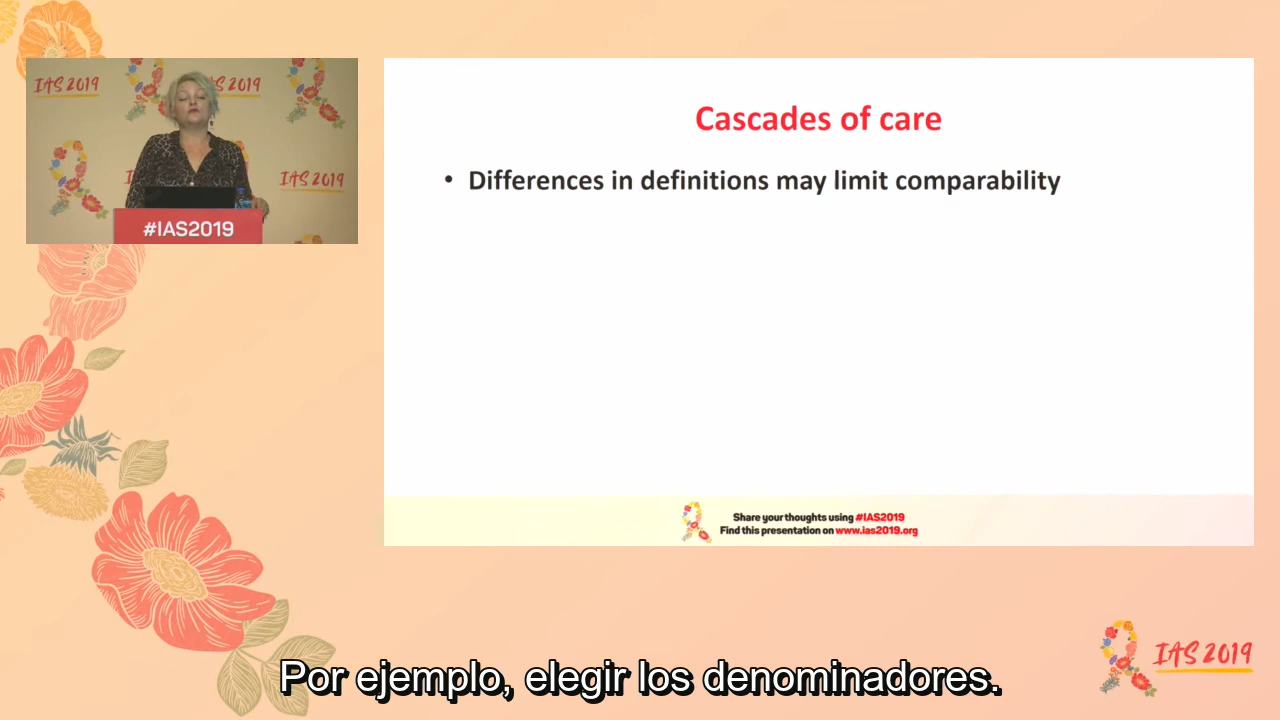 IAS 2019
S 2019
IAS 2019
#IAS2019
Cascades of care
• Differences in definitions may limit comparability
Share your thoughts using #IAS2019
Find this presentation on www.ias2019.org
IAS 2019
Por ejemplo, elegir los denominadores.